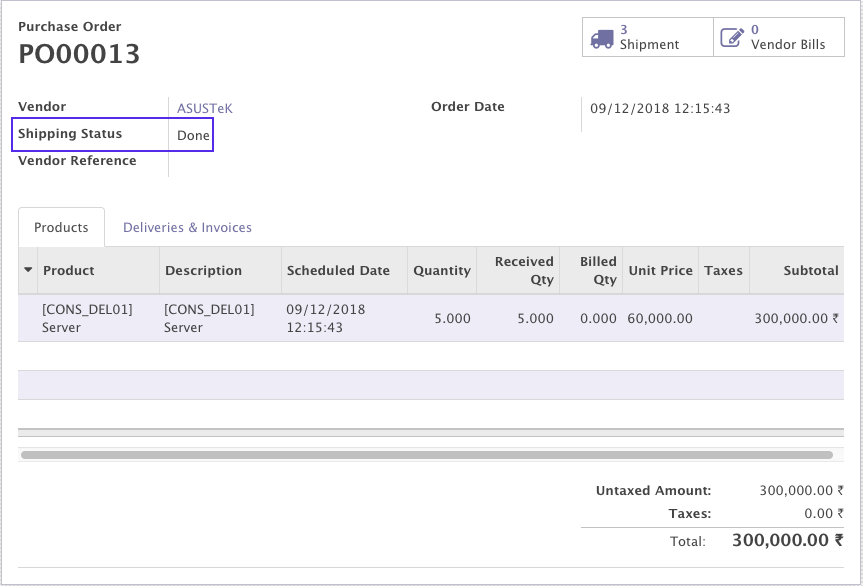 Purchase Order
PO00013
3
Shipment
0
Vendor Bills
Vendor ASUSTeK
Order Date 09/12/2018 12:15:43
Shipping Status Done
Vendor Reference
Products Deliveries & Invoices
Product Description Scheduled Date Quantity Received Qty Billed Qty Unit Price Taxes Subtotal
[CONS_DEL01] Server [CONS_DEL01] Server 09/12/2018 12:15:43 5.000 5.000 0.000 60,000.00 300,000.00 ₹
Untaxed Amount: 300,000.00 ₹
Taxes: 0.00 ₹
Total: 300,000.00 ₹